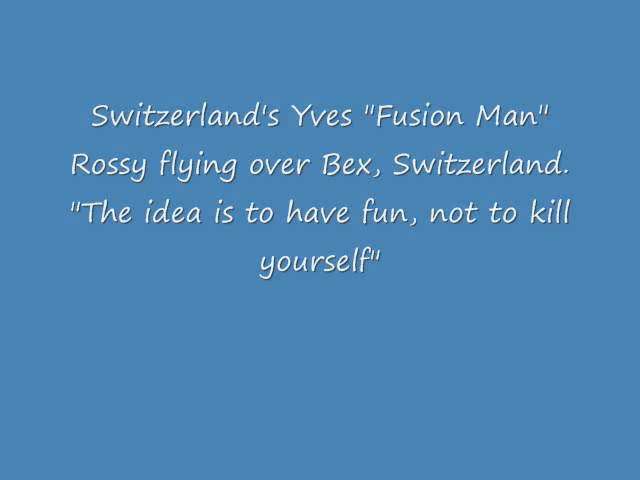 Switzerland's Yves "Fusion Man"
Rossy flying over Bex, Switzerland.
"The idea is to have fun, not to kill
yourself"